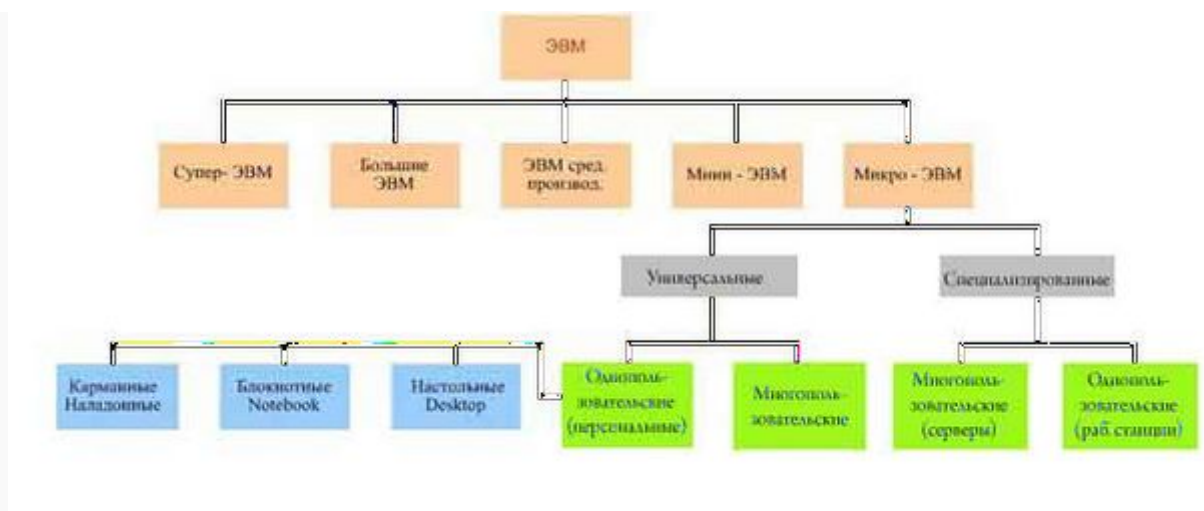 ЭВМ
Супер- ЭВМ
Большие
ЭВМ
ЭВМ сред.
производ.
Мини - ЭВМ
Микро - ЭВМ
Универсальные
Специализированные
Карманные
Наладонные
Блокнотные
Notebook
Настольные
Desktop
Однополь-
зовательские
(персональные)
Многополь-
зовательские
Многополь-
зовательские
(серверы)
Однополь-
зовательские
(раб. станции)